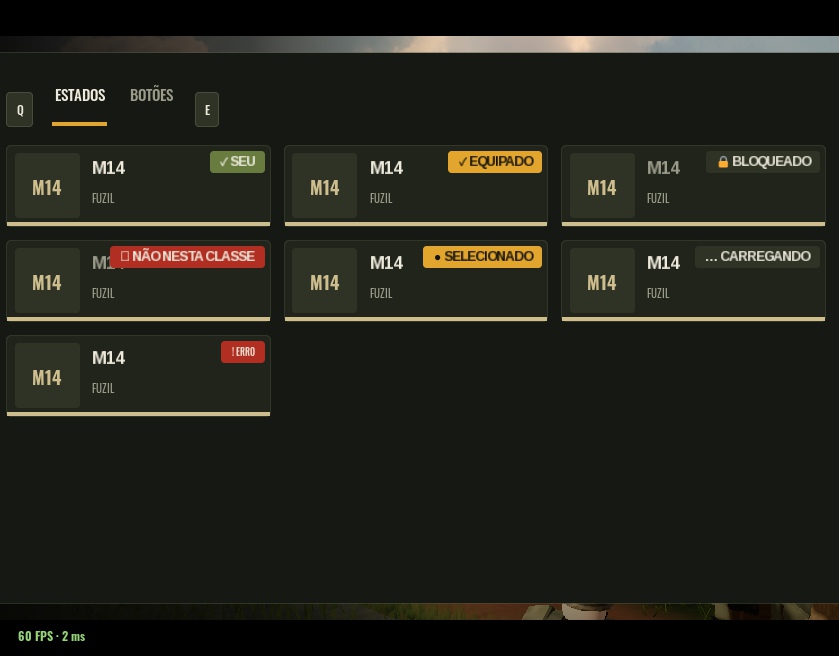 Q
ESTADOS
BOTÕES
E
M14
M14
✓ SEU
FUZIL
M14
M14
✓ EQUIPADO
FUZIL
M14
M14
🔒 BLOQUEADO
FUZIL
M14
M14
□ NÃO NESTA CLASSE
FUZIL
M14
M14
● SELECIONADO
FUZIL
M14
M14
... CARREGANDO
FUZIL
M14
M14
! ERRO
FUZIL
60 FPS · 2 ms